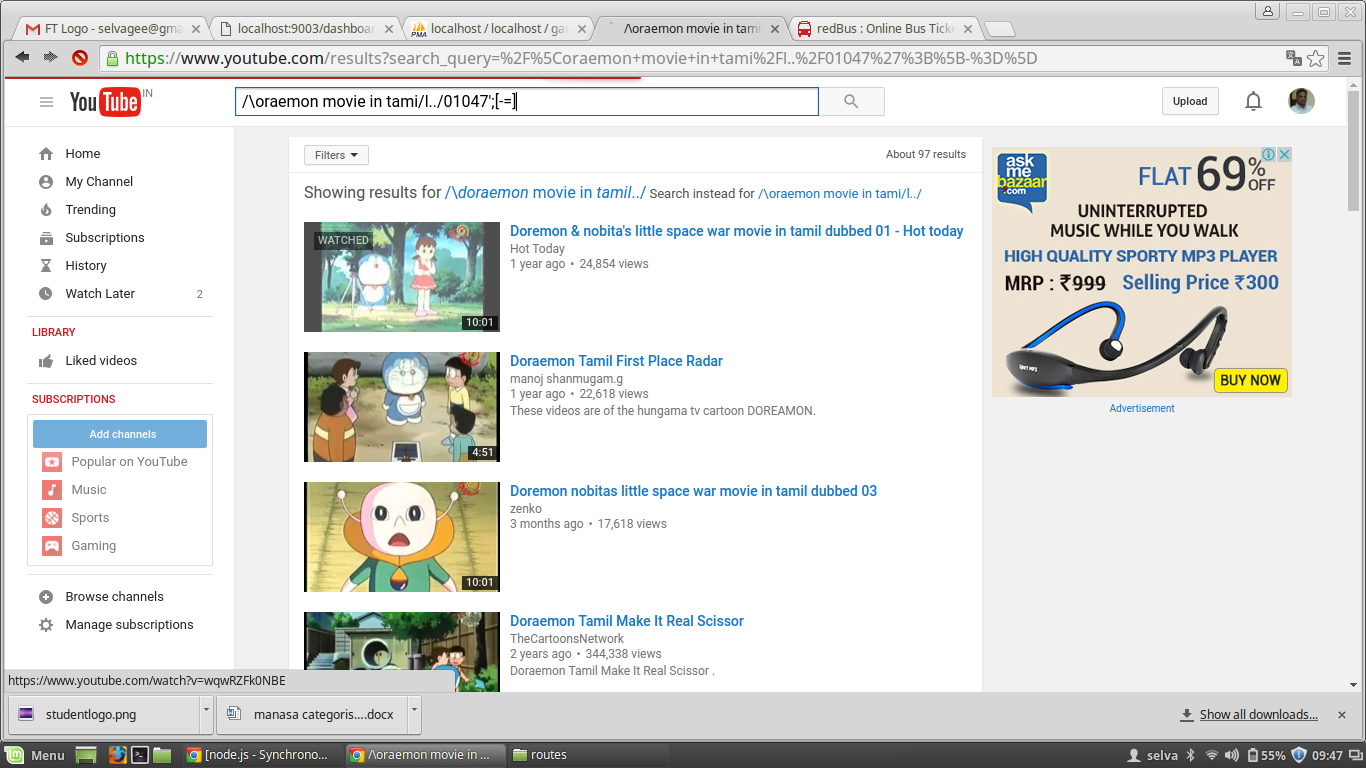 FT Logo - selvagee@gma
localhost:9003/dashboar
localhost / localhost / ga
/\oraemon movie in tami
redBus : Online Bus Ticke
https://www.youtube.com/results?search_query=%2F%5Coraemon+movie+in+tami%2Fl..%2F01047%27%3B%5B-%3D%5D
YouTube IN
/\oraemon movie in tami/l../01047';[-=]
Upload
Home
My Channel
Trending
Subscriptions
History
Watch Later 2
LIBRARY
Liked videos
SUBSCRIPTIONS
Add channels
Popular on YouTube
Music
Sports
Gaming
Browse channels
Manage subscriptions
Filters
About 97 results
Showing results for /\doraemon movie in tamil../ Search instead for /\oraemon movie in tami/l../
WATCHED
10:01
Doremon & nobita's little space war movie in tamil dubbed 01 - Hot today
Hot Today
1 year ago • 24,854 views
4:51
Doraemon Tamil First Place Radar
manoj shanmugam.g
1 year ago • 22,618 views
These videos are of the hungama tv cartoon DOREAMON.
10:01
Doremon nobitas little space war movie in tamil dubbed 03
zenko
3 months ago • 17,618 views
Doraemon Tamil Make It Real Scissor
TheCartoonsNetwork
2 years ago • 344,338 views
Doraemon Tamil Make It Real Scissor .
ask
me
bazaar
.com
FLAT 69% OFF
UNINTERRUPTED
MUSIC WHILE YOU WALK
HIGH QUALITY SPORTY MP3 PLAYER
MRP : ₹999 Selling Price ₹300
Sport MP3
BUY NOW
Advertisement
https://www.youtube.com/watch?v=wqwRZFk0NBE
studentlogo.png
manasa categoris....docx
Show all downloads...
Menu
[node.js - Synchrono...
/\oraemon movie in ...
routes
selva
55%
09:47